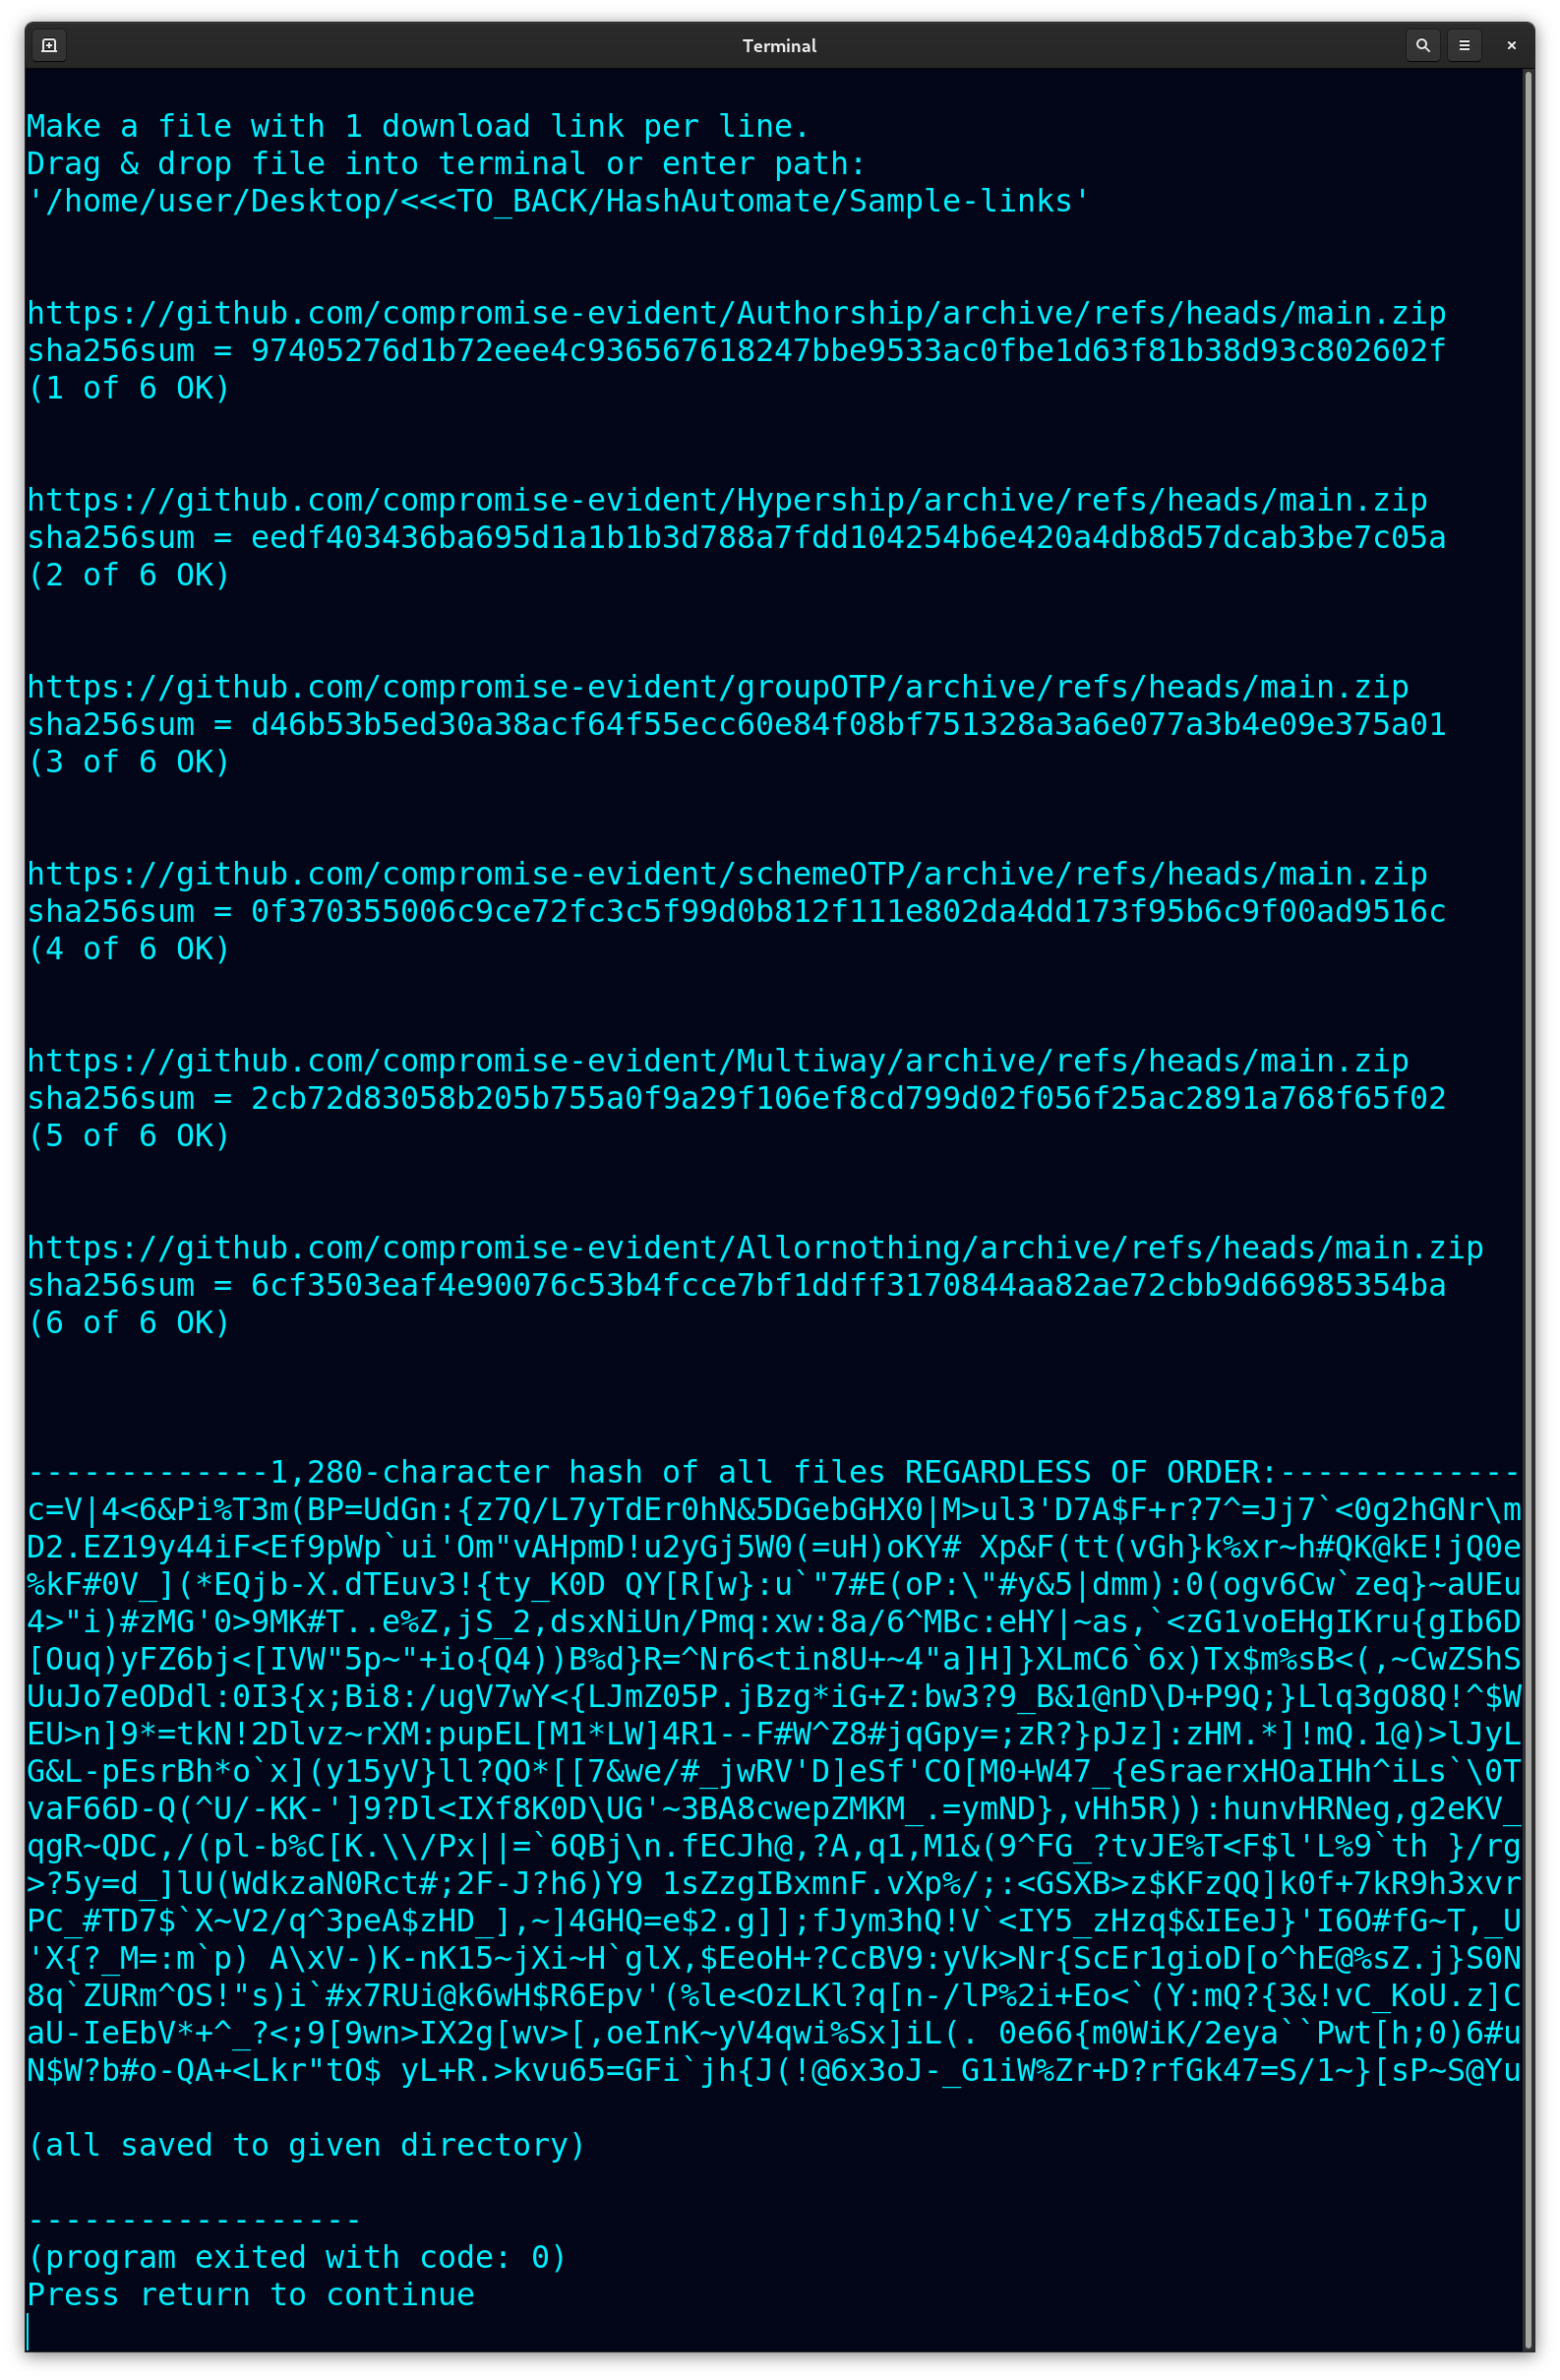 Terminal
Make a file with 1 download link per line.
Drag & drop file into terminal or enter path:
'/home/user/Desktop/<<<TO_BACK/HashAutomate/Sample-links'
https://github.com/compromise-evident/Authorship/archive/refs/heads/main.zip
sha256sum = 97405276d1b72eee4c936567618247bbe9533ac0fbe1d63f81b38d93c802602f
(1 of 6 OK)
https://github.com/compromise-evident/Hypership/archive/refs/heads/main.zip
sha256sum = eedf403436ba695d1a1b1b3d788a7fdd104254b6e420a4db8d57dcab3be7c05a
(2 of 6 OK)
https://github.com/compromise-evident/groupOTP/archive/refs/heads/main.zip
sha256sum = d46b53b5ed30a38acf64f55ecc60e84f08bf751328a3a6e077a3b4e09e375a01
(3 of 6 OK)
https://github.com/compromise-evident/schemeOTP/archive/refs/heads/main.zip
sha256sum = 0f370355006c9ce72fc3c5f99d0b812f111e802da4dd173f95b6c9f00ad9516c
(4 of 6 OK)
https://github.com/compromise-evident/Multiway/archive/refs/heads/main.zip
sha256sum = 2cb72d83058b205b755a0f9a29f106ef8cd799d02f056f25ac2891a768f65f02
(5 of 6 OK)
https://github.com/compromise-evident/Allornothing/archive/refs/heads/main.zip
sha256sum = 6cf3503eaf4e90076c53b4fcce7bf1ddff3170844aa82ae72cbb9d66985354ba
(6 of 6 OK)
-------------1,280-character hash of all files REGARDLESS OF ORDER:-------------
c=V|4<6&Pi%T3m(BP=UdGn:{z7Q/L7yTdEr0hN&5DGebGHX0|M>ul3'D7A$F+r?7^=Jj7`<0g2hGNr\m
D2.EZ19y44iF<Ef9pWp`ui'Om"vAHpmD!u2yGj5W0(=uH)oKY# Xp&F(tt(vGh}k%xr~h#QK@kE!jQ0e
%kF#0V_](*EQjb-X.dTEuv3!{ty_K0D QY[R[w}:u`"7#E(oP:\"#y&5|dmm):0(ogv6Cw`zeq}~aUEu
4>"i)#zMG'0>9MK#T..e%Z,jS_2,dsxNiUn/Pmq:xw:8a/6^MBc:eHY|~as,`<zG1voEHgIKru{gIb6D
[Ouq)yFZ6bj<[IVW"5p~"+io{Q4))B%d}R=^Nr6<tin8U+~4"a]H]}XLmC6`6x)Tx$m%sB<(,~CwZShS
UuJo7eODdl:0I3{x;Bi8:/ugV7wY<{LJmZ05P.jBzg*iG+Z:bw3?9_B&1@nD\D+P9Q;}Llq3gO8Q!^$W
EU>n]9*=tkN!2Dlvz~rXM:pupEL[M1*LW]4R1--F#W^Z8#jqGpy=;zR?}pJz]:zHM.*]!mQ.1@)>lJyL
G&L-pEsrBh*o`x](y15yV}ll?QO*[[7&we/#_jwRV'D]eSf'CO[M0+W47_{eSraerxHOaIHh^iLs`\0T
vaF66D-Q(^U/-KK-']9?Dl<IXf8K0D\UG'~3BA8cwepZMKM_.=ymND},vHh5R)):hunvHRNeg,g2eKV_
qgR~QDC,/(pl-b%C[K.\\/Px||=`6QBj\n.fECJh@,?A,q1,M1&(9^FG_?tvJE%T<F$l'L%9`th }/rg
>?5y=d_]lU(WdkzaN0Rct#;2F-J?h6)Y9 1sZzgIBxmnF.vXp%/;:<GSXB>z$KFzQQ]k0f+7kR9h3xvr
PC_#TD7$`X~V2/q^3peA$zHD_],~]4GHQ=e$2.g]];fJym3hQ!V`<IY5_zHzq$&IEeJ}'I6O#fG~T,_U
'X{?_M=:m`p) A\xV-)K-nK15~jXi~H`glX,$EeoH+?CcBV9:yVk>Nr{ScEr1gioD[o^hE@%sZ.j}S0N
8q`ZURm^OS!"s)i`#x7RUi@k6wH$R6Epv'(%le<OzLKl?q[n-/lP%2i+Eo<`(Y:mQ?{3&!vC_KoU.z]C
aU-IeEbV*+^_?<;9[9wn>IX2g[wv>[,oeInK~yV4qwi%Sx]iL(. 0e66{m0WiK/2eya``Pwt[h;0)6#u
N$W?b#o-QA+<Lkr"tO$ yL+R.>kvu65=GFi`jh{J(!@6x3oJ-_G1iW%Zr+D?rfGk47=S/1~}[sP~S@Yu
(all saved to given directory)
------------------
(program exited with code: 0)
Press return to continue